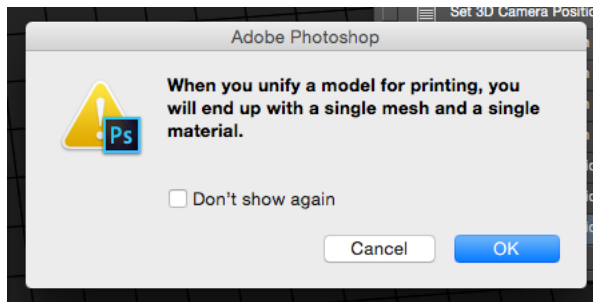 Set 3D Camera Positio
Adobe Photoshop
When you unify a model for printing, you
will end up with a single mesh and a single
material.
Ps
Don't show again
Cancel
OK